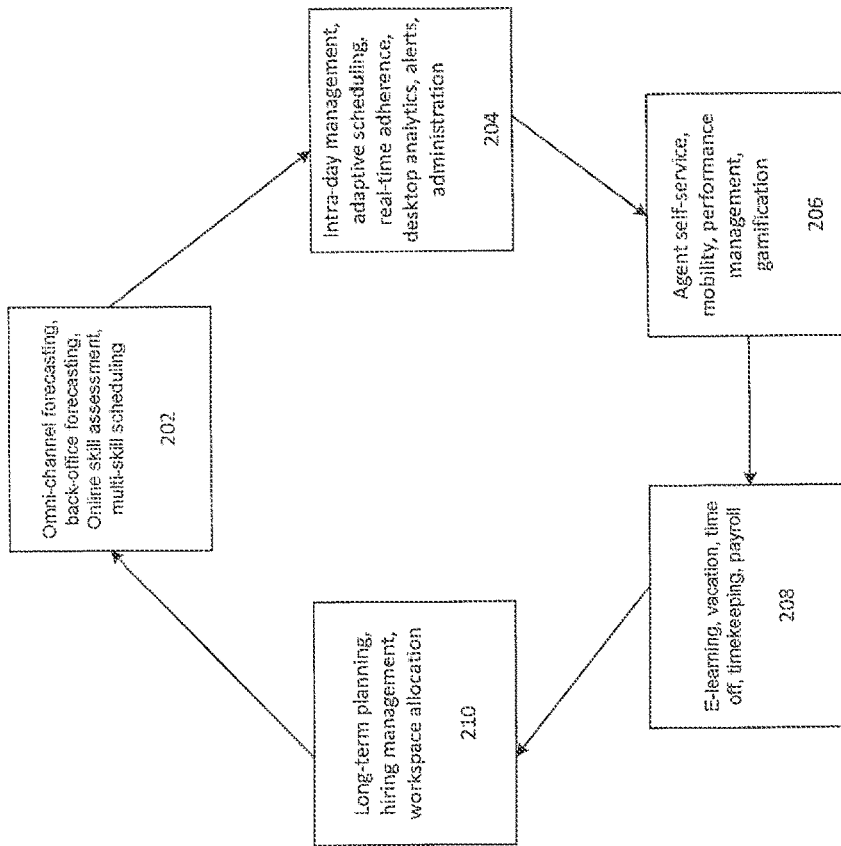 Omni-channel forecasting,
back-office forecasting,
Online skill assessment,
multi-skill scheduling
202
Intra-day management,
adaptive scheduling,
real-time adherence,
desktop analytics, alerts,
administration
204
Agent self-service,
mobility, performance
management,
gamification
206
E-learning, vacation, time
off, timekeeping, payroll
208
Long-term planning,
hiring management,
workspace allocation
210